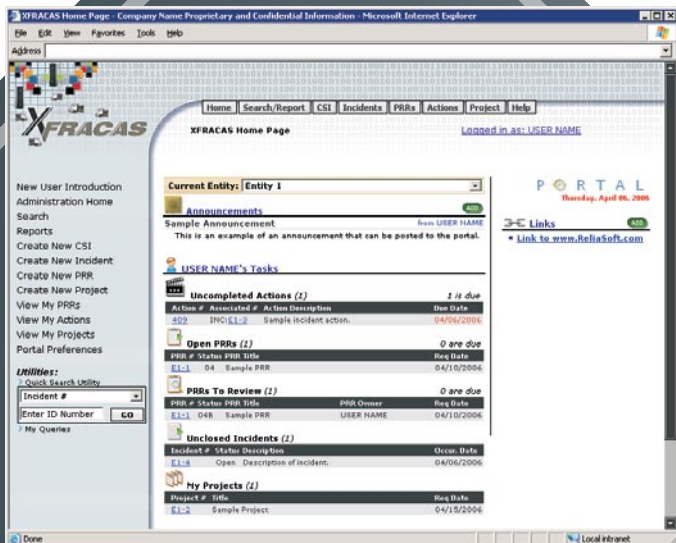 XFRACAS Home Page - Company Name Proprietary and Confidential Information - Microsoft Internet Explorer
File Edit View Favorites Tools Help
Address
XFRACAS
Home Search/Report CSI Incidents PRRs Actions Project Help
XFRACAS Home Page Logged in as: USER NAME
New User Introduction
Administration Home
Search
Reports
Create New CSI
Create New Incident
Create New PRR
Create New Project
View My PRRs
View My Actions
View My Projects
Portal Preferences
Utilities:
Quick Search Utility
Incident #
Enter ID Number GO
My Queries
Current Entity: Entity 1
Announcements ADD
Sample Announcement from USER NAME
This is an example of an announcement that can be posted to the portal.
USER NAME's Tasks
Uncompleted Actions (1) 1 is due
Action # Associated # Action Description Due Date
409 INC:E1-3 Sample incident action. 04/06/2006
Open PRRs (1) 0 are due
PRR # Status PRR Title Req Date
E1-1 04 Sample PRR 04/10/2006
PRRs To Review (1) 0 are due
PRR # Status PRR Title PRR Owner Req Date
E1-1 04B Sample PRR USER NAME 04/10/2006
Unclosed Incidents (1)
Incident # Status Description Occur. Date
E1-4 Open Description of incident. 04/06/2006
My Projects (1)
Project # Title Req Date
E1-2 Sample Project 04/15/2006
PORTAL
Thursday, April 06, 2006
Links ADD
Link to www.ReliaSoft.com
Done Local intranet